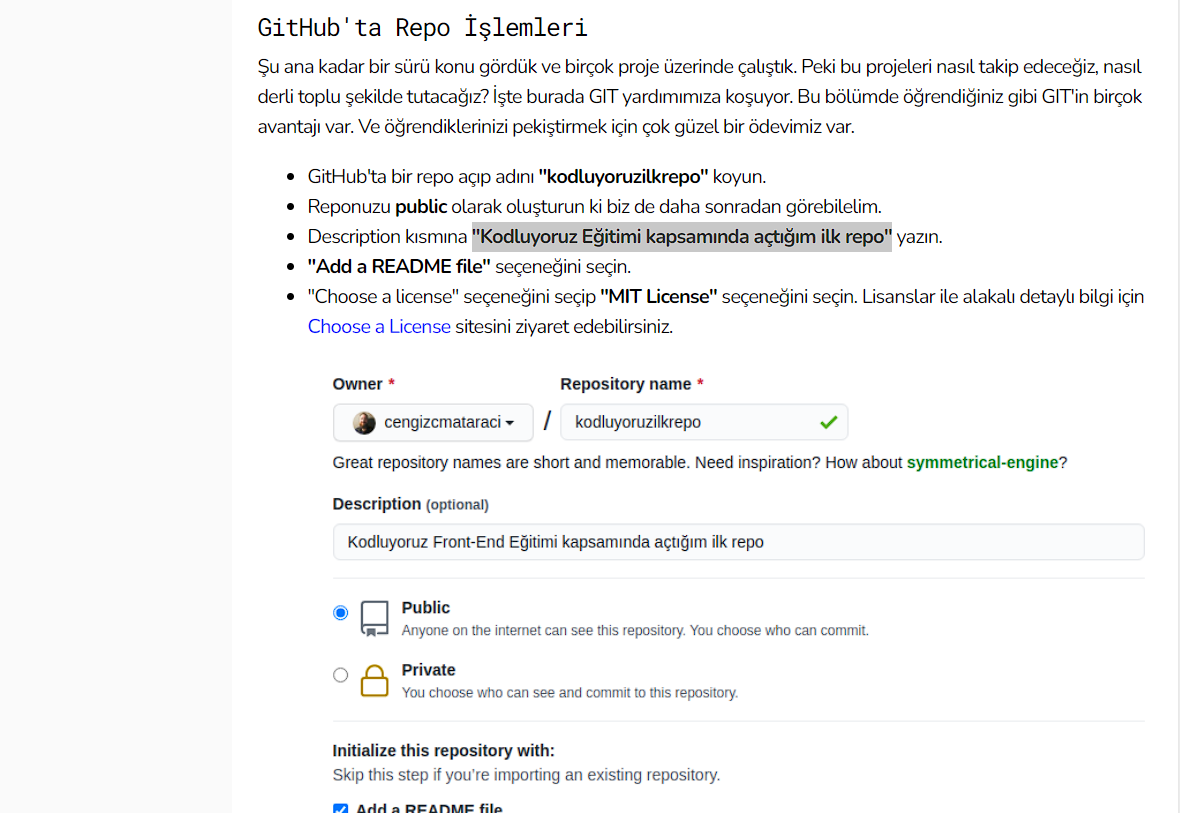 GitHub'ta Repo İşlemleri
Şu ana kadar bir sürü konu gördük ve birçok proje üzerinde çalıştık. Peki bu projeleri nasıl takip edeceğiz, nasıl
derli toplu şekilde tutacağız? İşte burada GIT yardımımıza koşuyor. Bu bölümde öğrendiğiniz gibi GIT'in birçok
avantajı var. Ve öğrendiklerinizi pekiştirmek için çok güzel bir ödevimiz var.
GitHub'ta bir repo açıp adını "kodluyoruzilkrepo" koyun.
Reponuzu public olarak oluşturun ki biz de daha sonradan görebilelim.
Description kısmına "Kodluyoruz Eğitimi kapsamında açtığım ilk repo" yazın.
"Add a README file" seçeneğini seçin.
"Choose a license" seçeneğini seçip "MIT License" seçeneğini seçin. Lisanslar ile alakalı detaylı bilgi için
Choose a License sitesini ziyaret edebilirsiniz.
Owner * Repository name *
cengizcmataraci / kodluyoruzilkrepo
Great repository names are short and memorable. Need inspiration? How about symmetrical-engine?
Description (optional)
Kodluyoruz Front-End Eğitimi kapsamında açtığım ilk repo
Public
Anyone on the internet can see this repository. You choose who can commit.
Private
You choose who can see and commit to this repository.
Initialize this repository with:
Skip this step if you're importing an existing repository.
Add a README file